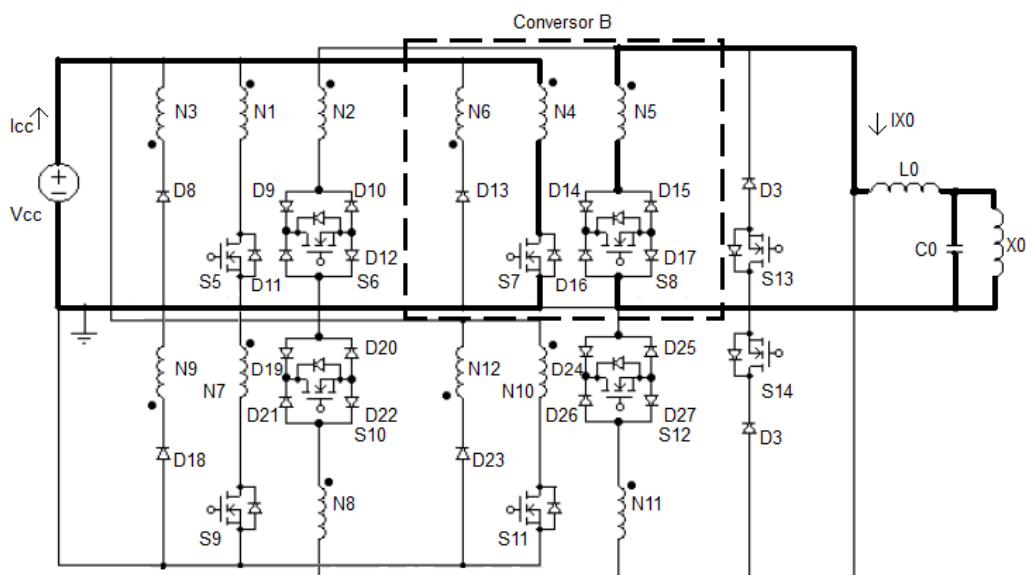 Conversor B
Icc
N3
N1
N2
N6
N4
N5
IX0
L0
Vcc
D8
D9
D10
D13
D14
D15
D3
C0
X0
D12
D17
S13
S5
D11
S6
S7
D16
S8
D20
D25
N9
D19
N12
D24
S14
N7
N10
D21
D22
D26
D27
S10
S12
D3
D18
D23
N8
N11
S9
S11